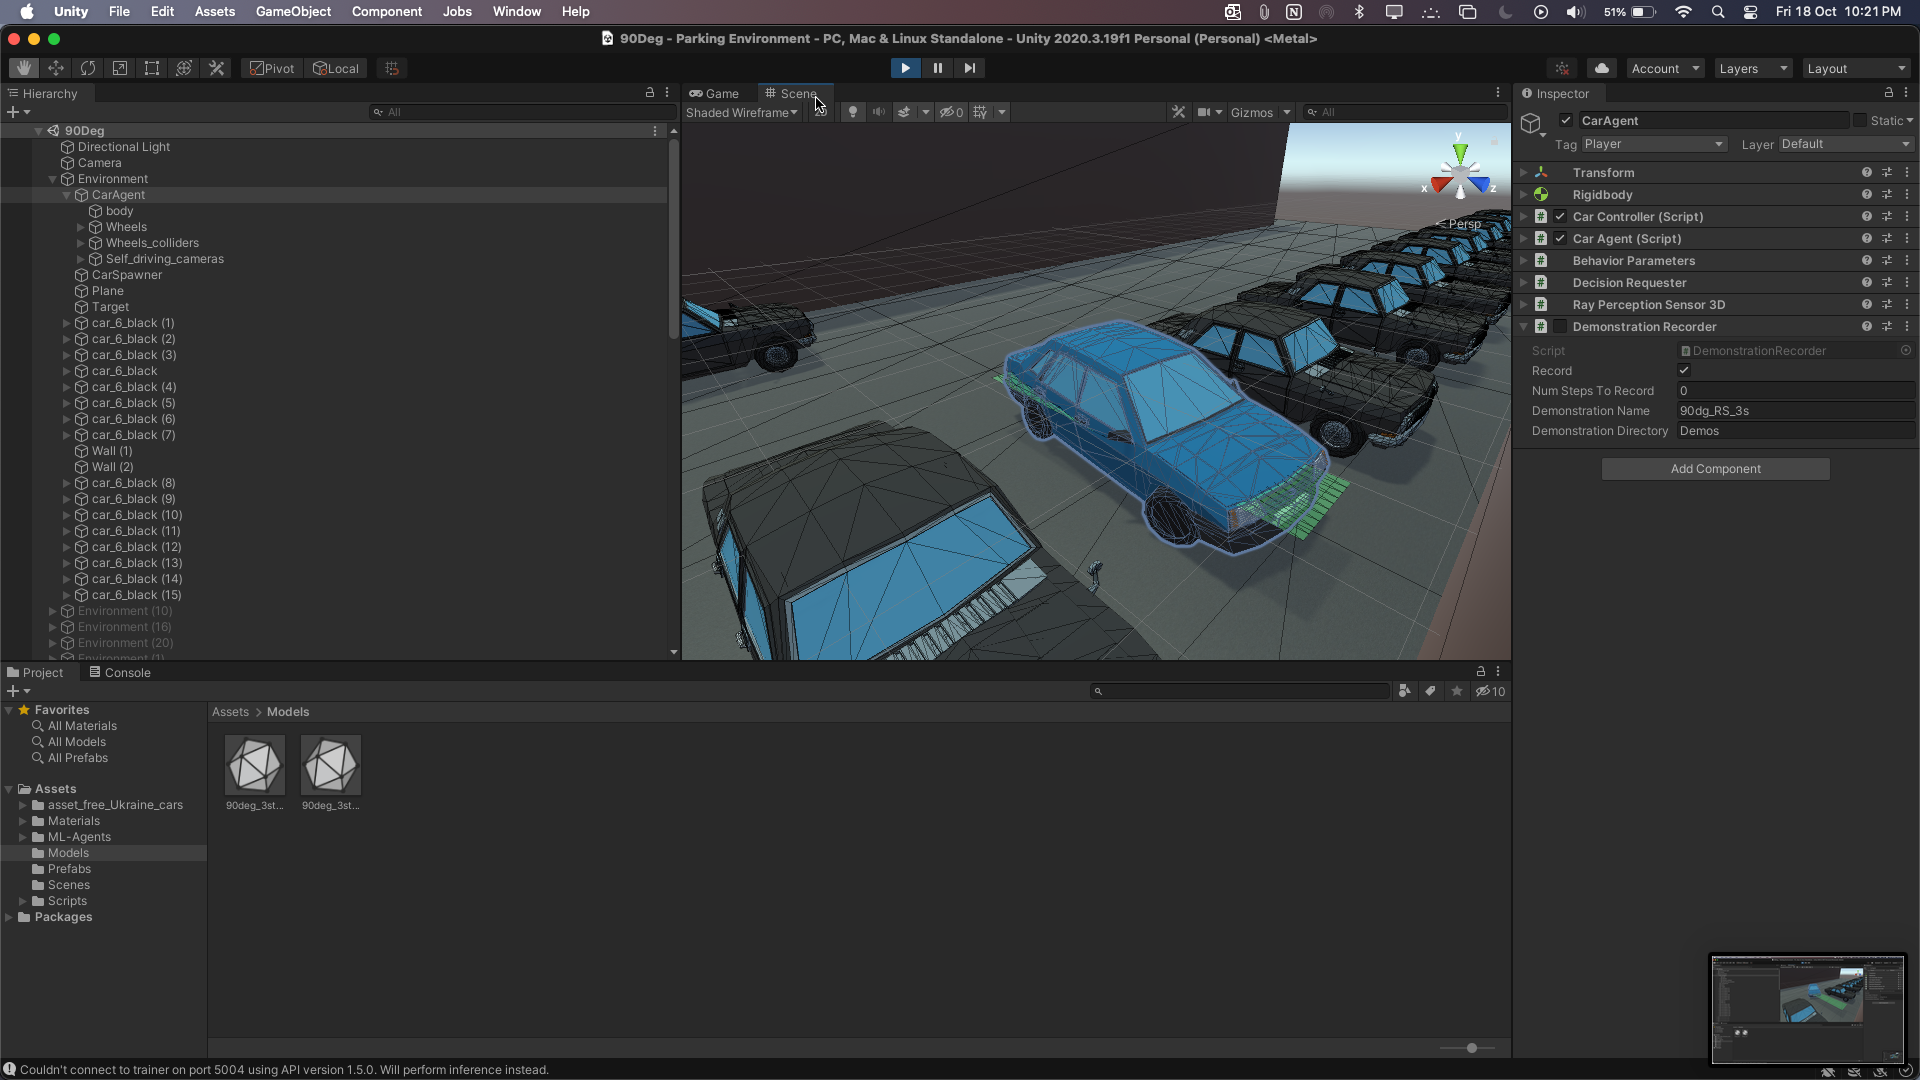 Unity File Edit Assets GameObject Component Jobs Window Help 51% Fri 18 Oct 10:21 PM
90Deg - Parking Environment - PC, Mac & Linux Standalone - Unity 2020.3.19f1 Personal (Personal) <Metal>
Pivot Local Account Layers Layout
Hierarchy
All
90Deg
Directional Light
Camera
Environment
CarAgent
body
Wheels
Wheels_colliders
Self_driving_cameras
CarSpawner
Plane
Target
car_6_black (1)
car_6_black (2)
car_6_black (3)
car_6_black
car_6_black (4)
car_6_black (5)
car_6_black (6)
car_6_black (7)
Wall (1)
Wall (2)
car_6_black (8)
car_6_black (9)
car_6_black (10)
car_6_black (11)
car_6_black (12)
car_6_black (13)
car_6_black (14)
car_6_black (15)
Environment (10)
Environment (16)
Environment (20)
Environment (1)
Game Scene
Shaded Wireframe 0 Gizmos All
y
x z
Persp
Inspector
CarAgent Static
Tag Player Layer Default
Transform
Rigidbody
Car Controller (Script)
Car Agent (Script)
Behavior Parameters
Decision Requester
Ray Perception Sensor 3D
Demonstration Recorder
Script DemonstrationRecorder
Record
Num Steps To Record 0
Demonstration Name 90dg_RS_3s
Demonstration Directory Demos
Add Component
Project Console
10
Favorites
All Materials
All Models
All Prefabs
Assets
asset_free_Ukraine_cars
Materials
ML-Agents
Models
Prefabs
Scenes
Scripts
Packages
Assets > Models
90deg_3st... 90deg_3st...
Couldn't connect to trainer on port 5004 using API version 1.5.0. Will perform inference instead.